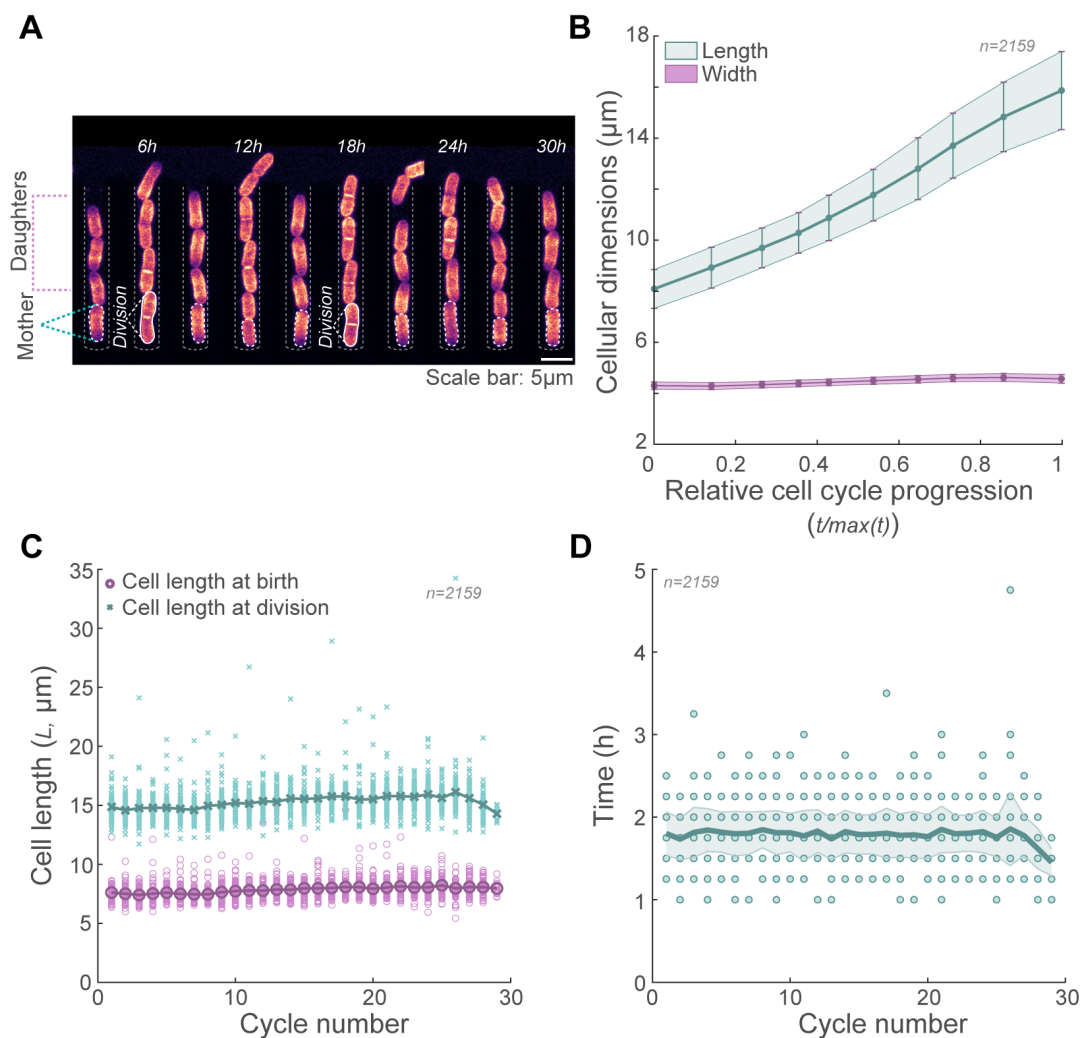 A
6h 12h 18h 24h 30h
Daughters
Mother
Division
Division
Scale bar: 5µm
B
Length
Width
n=2159
18
14
10
6
2
Cellular dimensions (µm)
0 0.2 0.4 0.6 0.8 1
Relative cell cycle progression
(t/max(t))
C
Cell length at birth
Cell length at division
n=2159
35
30
25
20
15
10
5
0
Cell length (L, µm)
0 10 20 30
Cycle number
D
n=2159
5
4
3
2
1
0
Time (h)
0 10 20 30
Cycle number